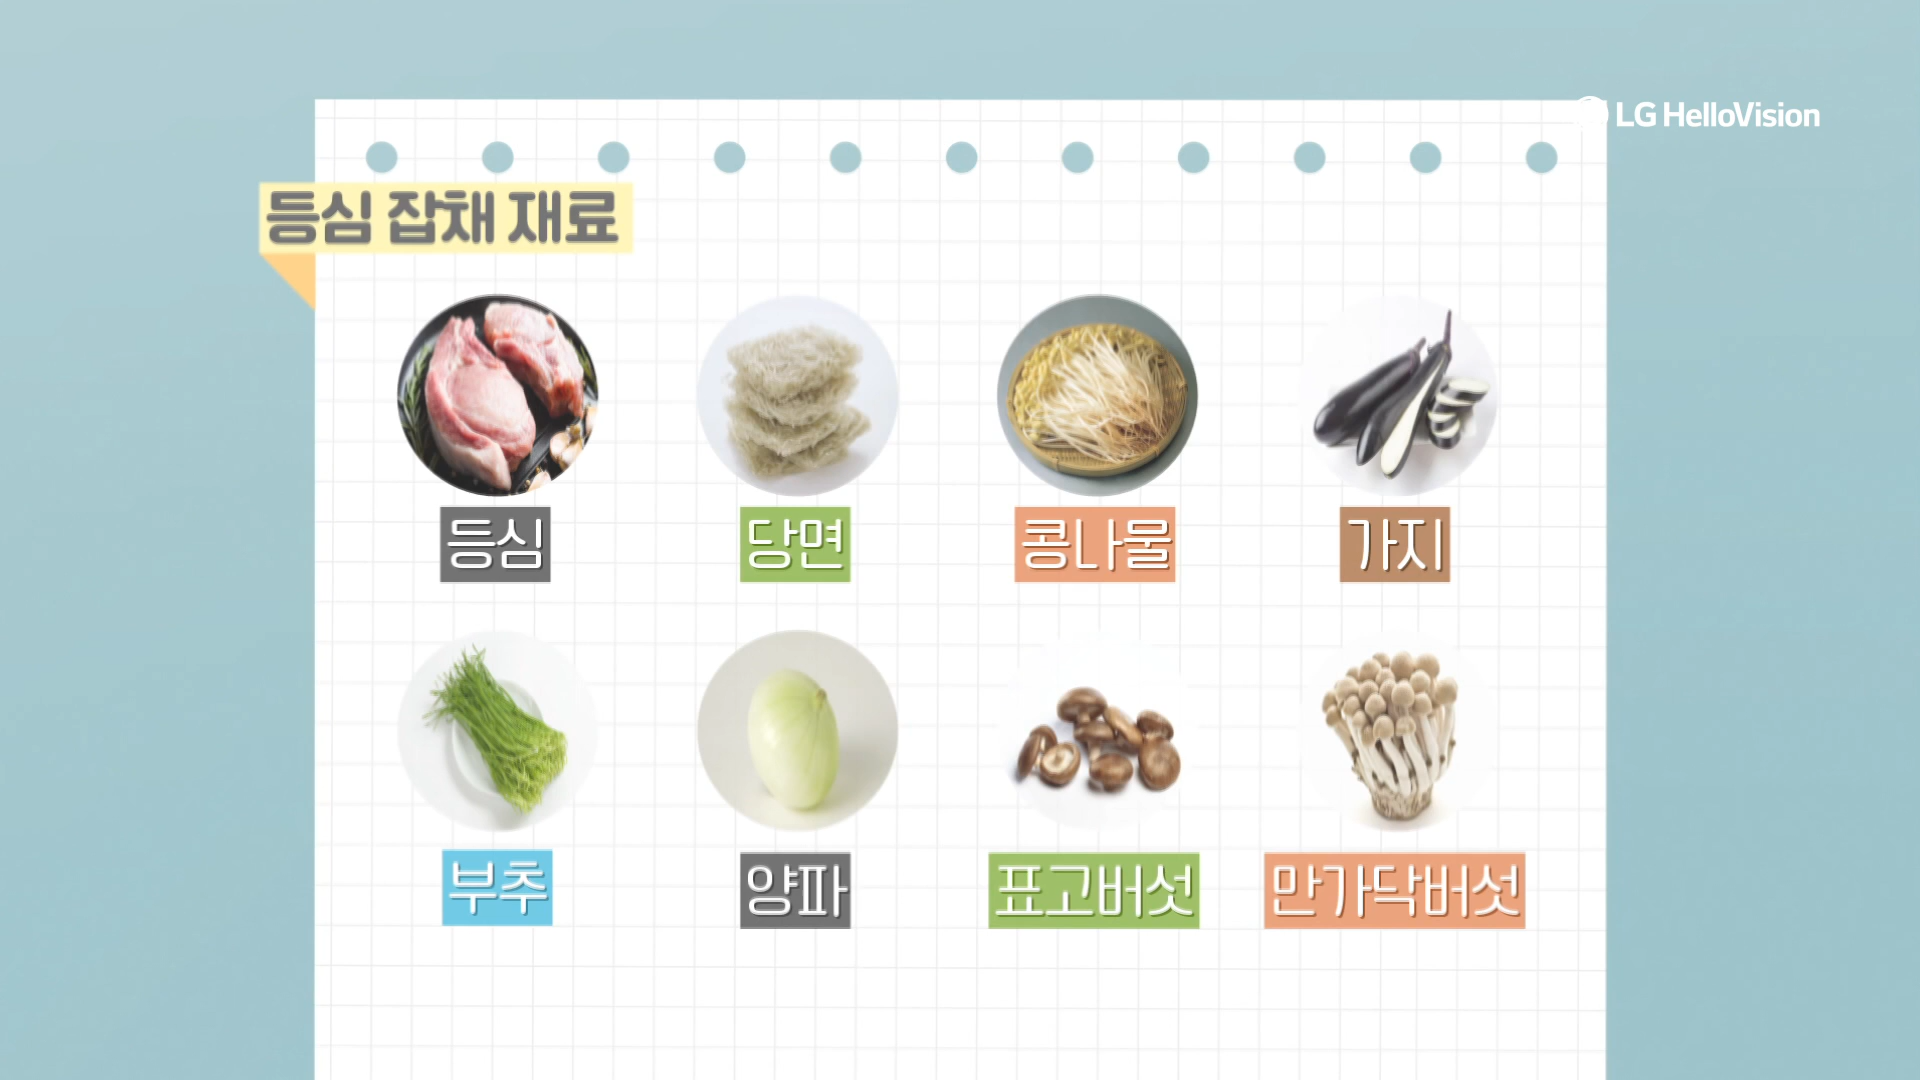 LG HelloVision
등심 잡채 재료
등심
당면
콩나물
가지
부추
양파
표고버섯
만가닥버섯